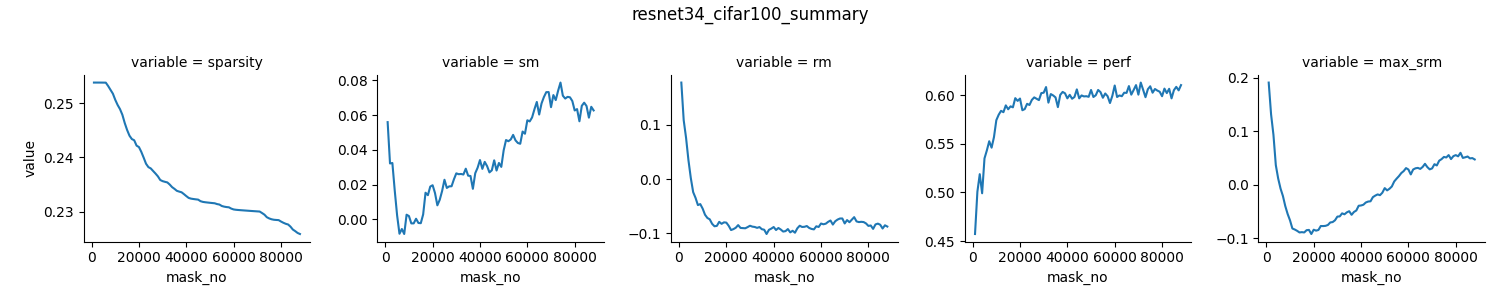 resnet34_cifar100_summary
variable = sparsity
variable = sm
variable = rm
variable = perf
variable = max_srm
value
0.25
0.24
0.23
0 20000 40000 60000 80000
mask_no
0.08
0.06
0.04
0.02
0.00
0 20000 40000 60000 80000
mask_no
0.1
0.0
−0.1
0 20000 40000 60000 80000
mask_no
0.60
0.55
0.50
0.45
0 20000 40000 60000 80000
mask_no
0.2
0.1
0.0
−0.1
0 20000 40000 60000 80000
mask_no